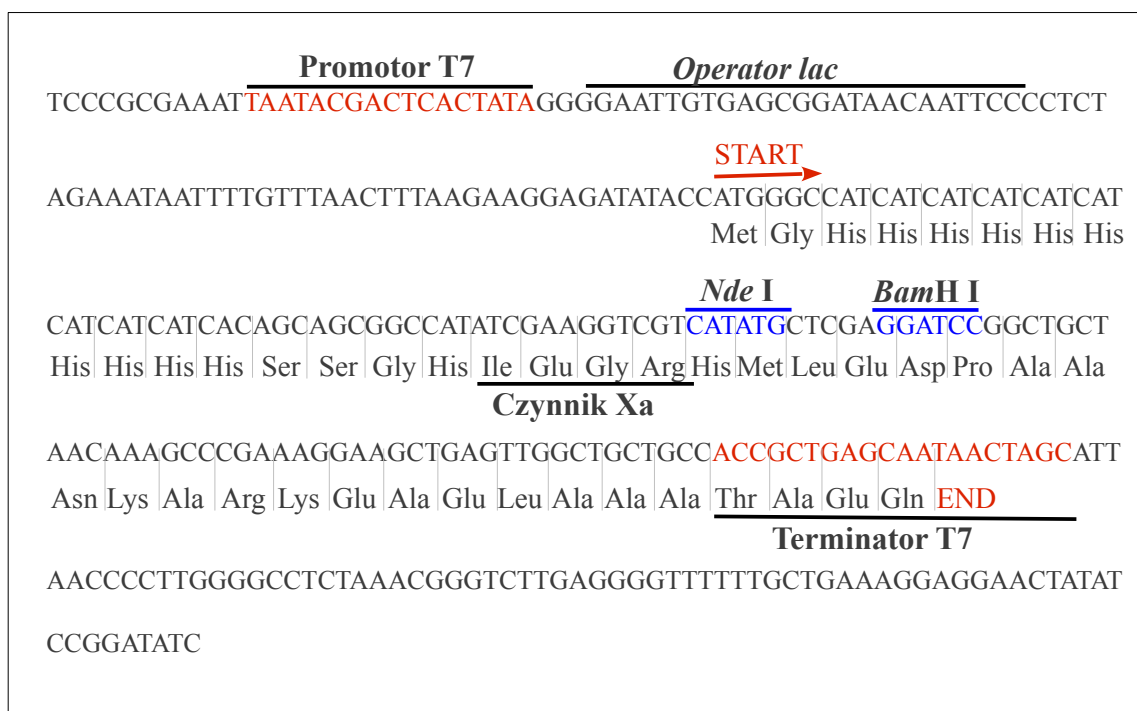 Promotor T7 Operator lac
TCCCGCGAAATTAATACGACTCACTATAGGGGAATTGTGAGCGGATAACAATTCCCCTCT
START
AGAAATAATTTTGTTTAACTTTAAGAAGGAGATATACCATGGGCCATCATCATCATCATCAT
Met Gly His His His His His His
Nde I BamH I
CATCATCATCACAGCAGCGGCCATATCGAAGGTCGTCATATGCTCGAGGATCCGGCTGCT
His His His His Ser Ser Gly His Ile Glu Gly Arg His Met Leu Glu Asp Pro Ala Ala
Czynnik Xa
AACAAAGCCCGAAAGGAAGCTGAGTTGGCTGCTGCCACCGCTGAGCAATAACTAGCATT
Asn Lys Ala Arg Lys Glu Ala Glu Leu Ala Ala Ala Thr Ala Glu Gln END
Terminator T7
AACCCCTTGGGGCCTCTAAACGGGTCTTGAGGGGTTTTTTGCTGAAAGGAGGAACTATAT
CCGGATATC